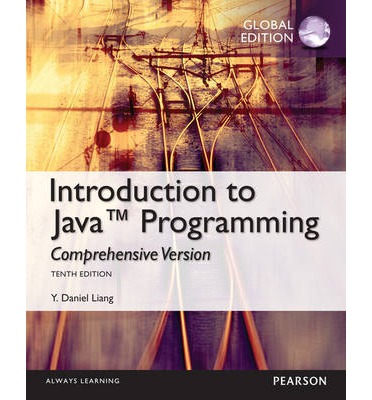 GLOBAL
EDITION
Introduction to
Java™ Programming
Comprehensive Version
TENTH EDITION
Y. Daniel Liang
ALWAYS LEARNING
PEARSON